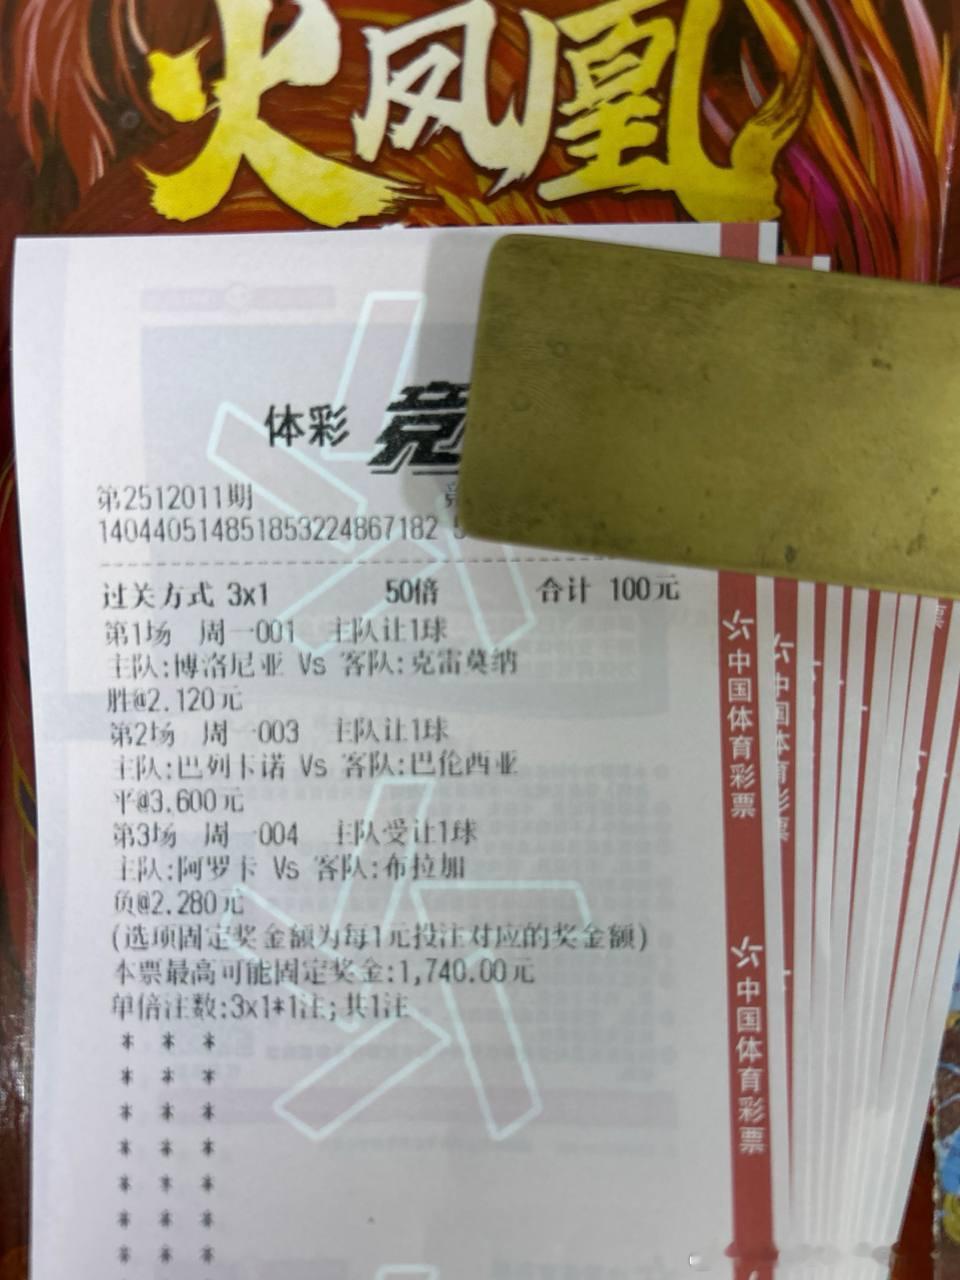 火凤凰
体彩 竞
第2512011期
140440514851853224867182
过关方式 3x1 50倍 合计 100元
第1场 周一001 主队让1球
主队:博洛尼亚 Vs 客队:克雷莫纳
胜@2.120元
第2场 周一003 主队让1球
主队:巴列卡诺 Vs 客队:巴伦西亚
平@3.600元
第3场 周一004 主队受让1球
主队:阿罗卡 Vs 客队:布拉加
负@2.280元
(选项固定奖金额为每1元投注对应的奖金额)
本票最高可能固定奖金:1,740.00元
单倍注数:3x1*1注;共1注
* * *
* * *
* * *
* * *
* * *
* * *
* * *
中国体育彩票
中国体育彩票
中国体育彩票
票